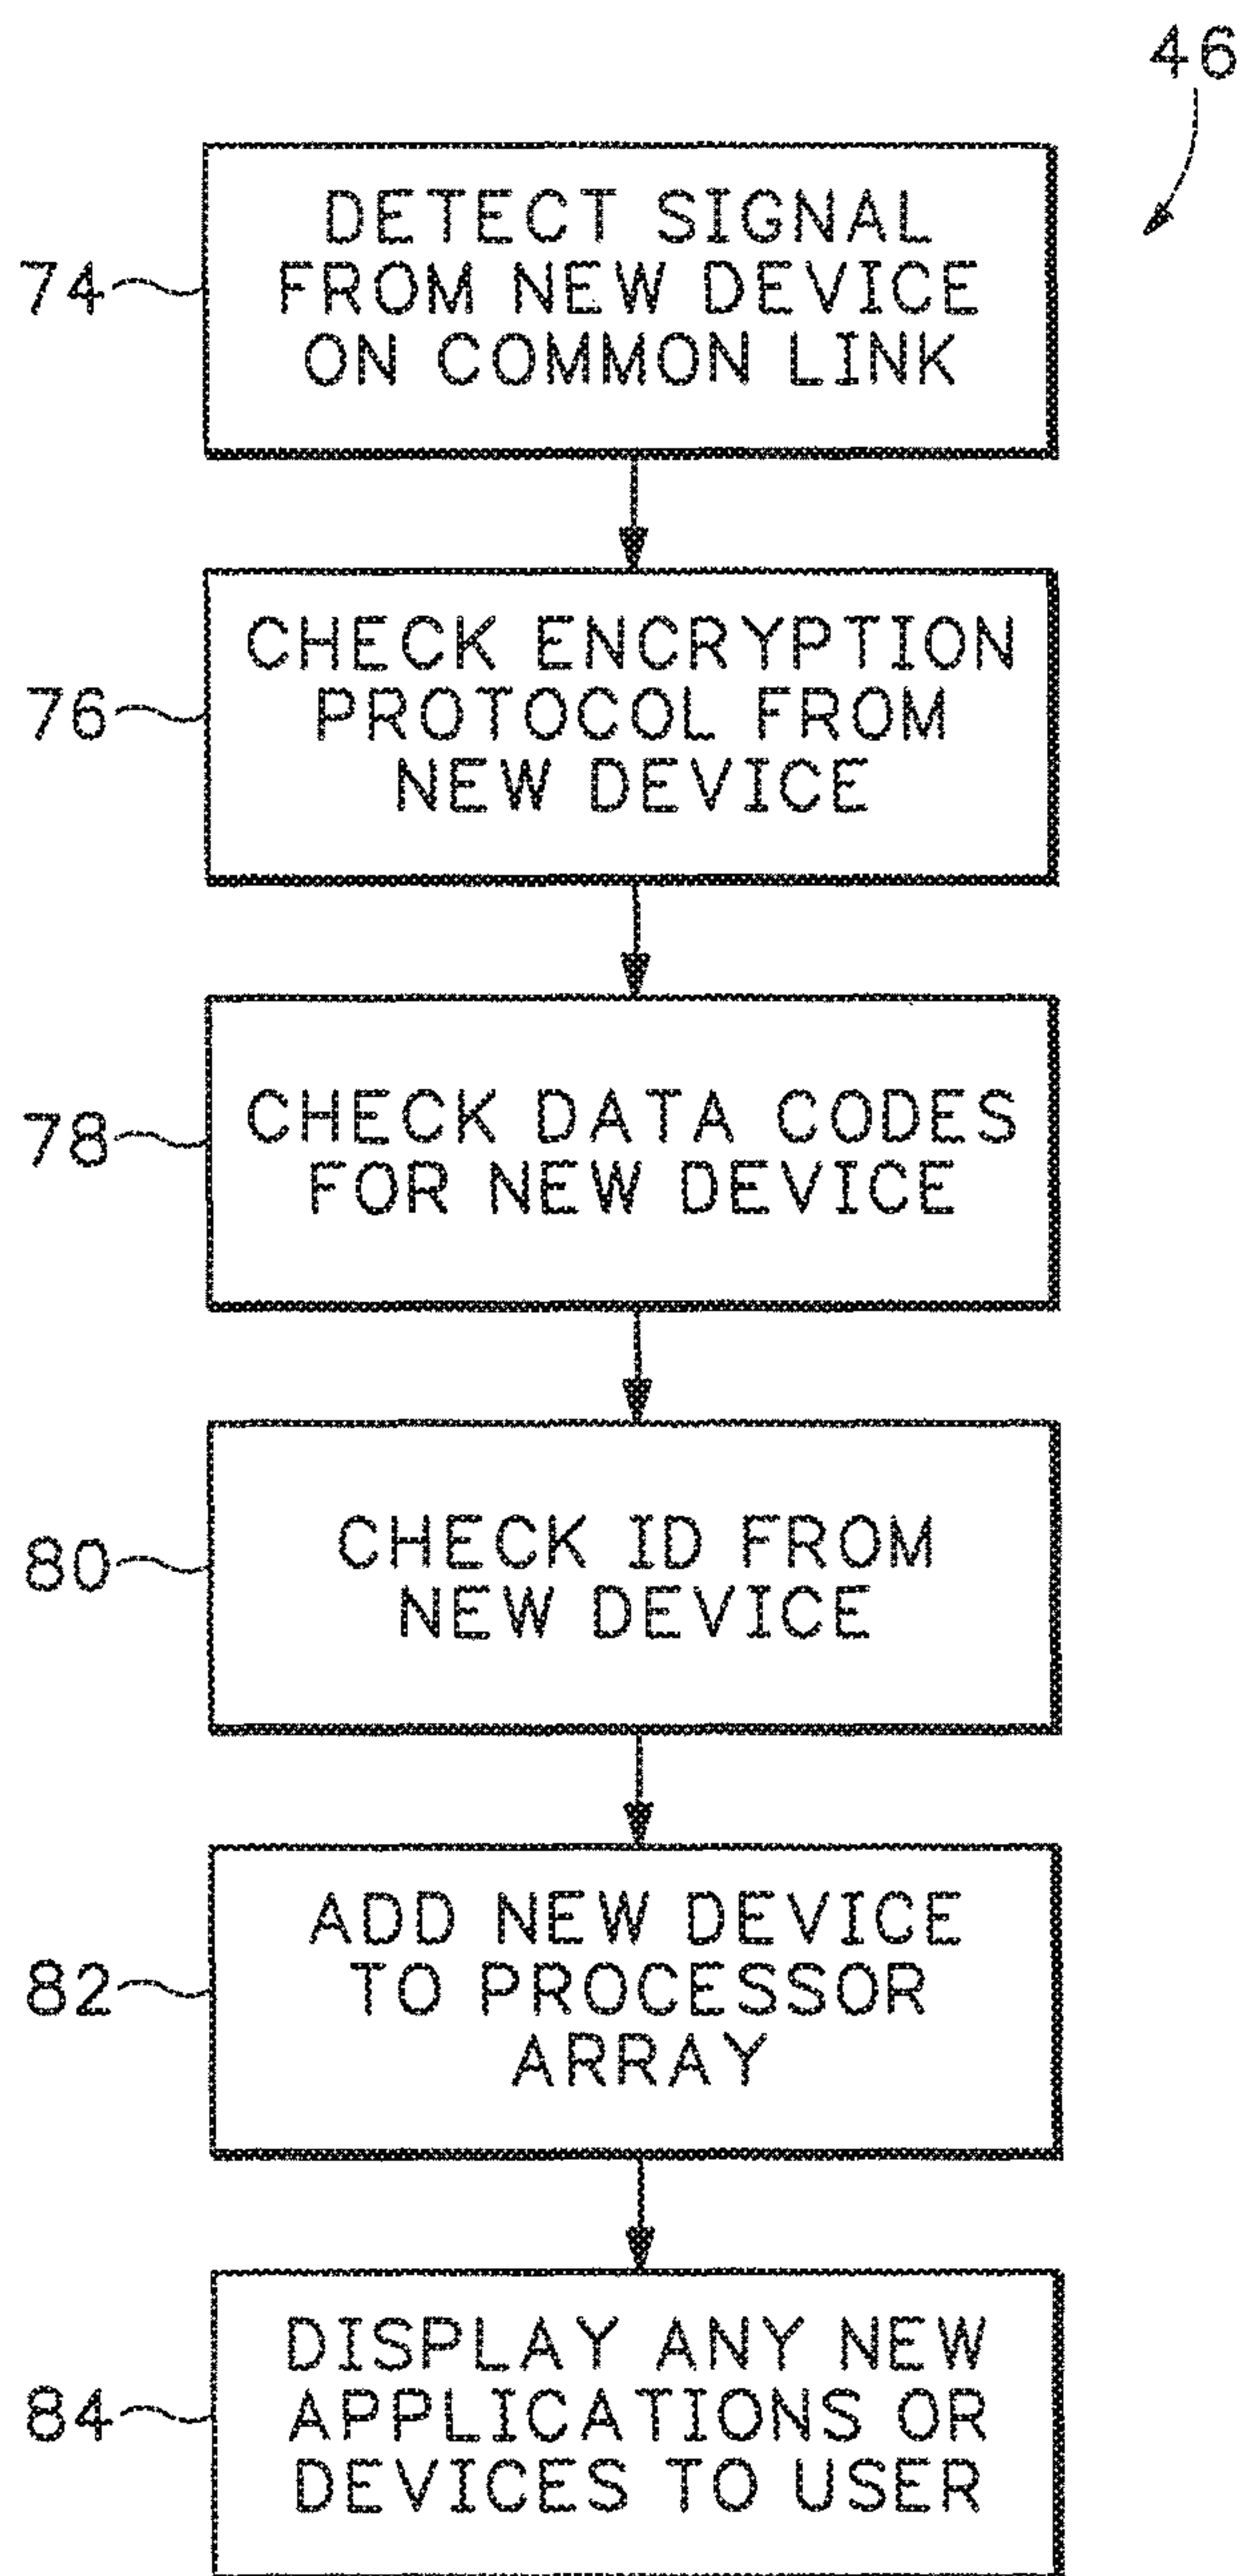 46
DETECT SIGNAL
FROM NEW DEVICE
ON COMMON LINK
74
CHECK ENCRYPTION
PROTOCOL FROM
NEW DEVICE
76
CHECK DATA CODES
FOR NEW DEVICE
78
CHECK ID FROM
NEW DEVICE
80
ADD NEW DEVICE
TO PROCESSOR
ARRAY
82
DISPLAY ANY NEW
APPLICATIONS OR
DEVICES TO USER
84